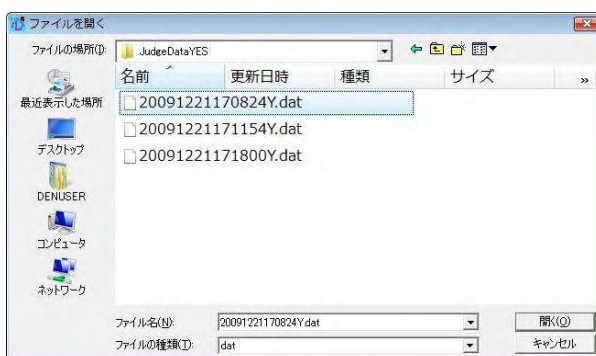 ファイルを開く
ファイルの場所(I):
JudgeDataYES
名前
更新日時
種類
サイズ
»
20091221170824Y.dat
20091221171154Y.dat
20091221171800Y.dat
最近表示した場所
デスクトップ
DENUSER
コンピュータ
ネットワーク
ファイル名(N):
20091221170824Y.dat
開く(O)
ファイルの種類(T):
dat
キャンセル